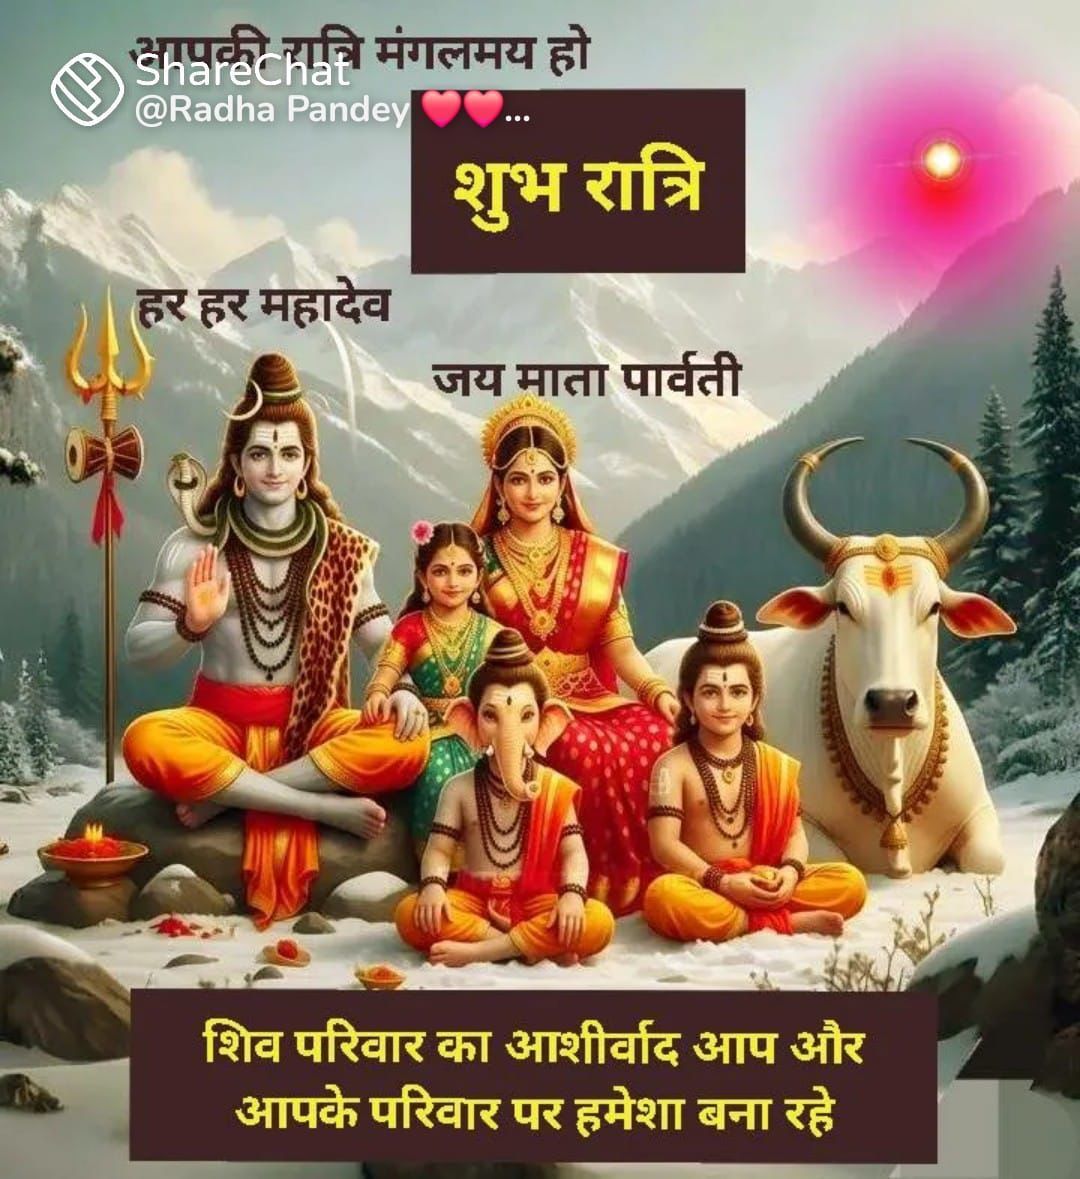 आपकी रात्रि मंगलमय हो
ShareChat
@Radha Pandey ❤️❤️...
शुभ रात्रि
हर हर महादेव
जय माता पार्वती
शिव परिवार का आशीर्वाद आप और
आपके परिवार पर हमेशा बना रहे